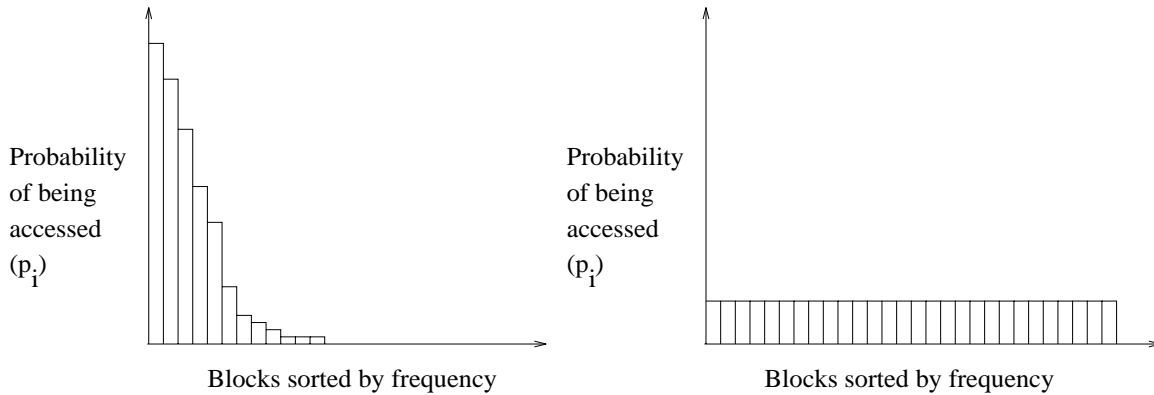 Probability
of being
accessed
(p_i)
Blocks sorted by frequency
Probability
of being
accessed
(p_i)
Blocks sorted by frequency